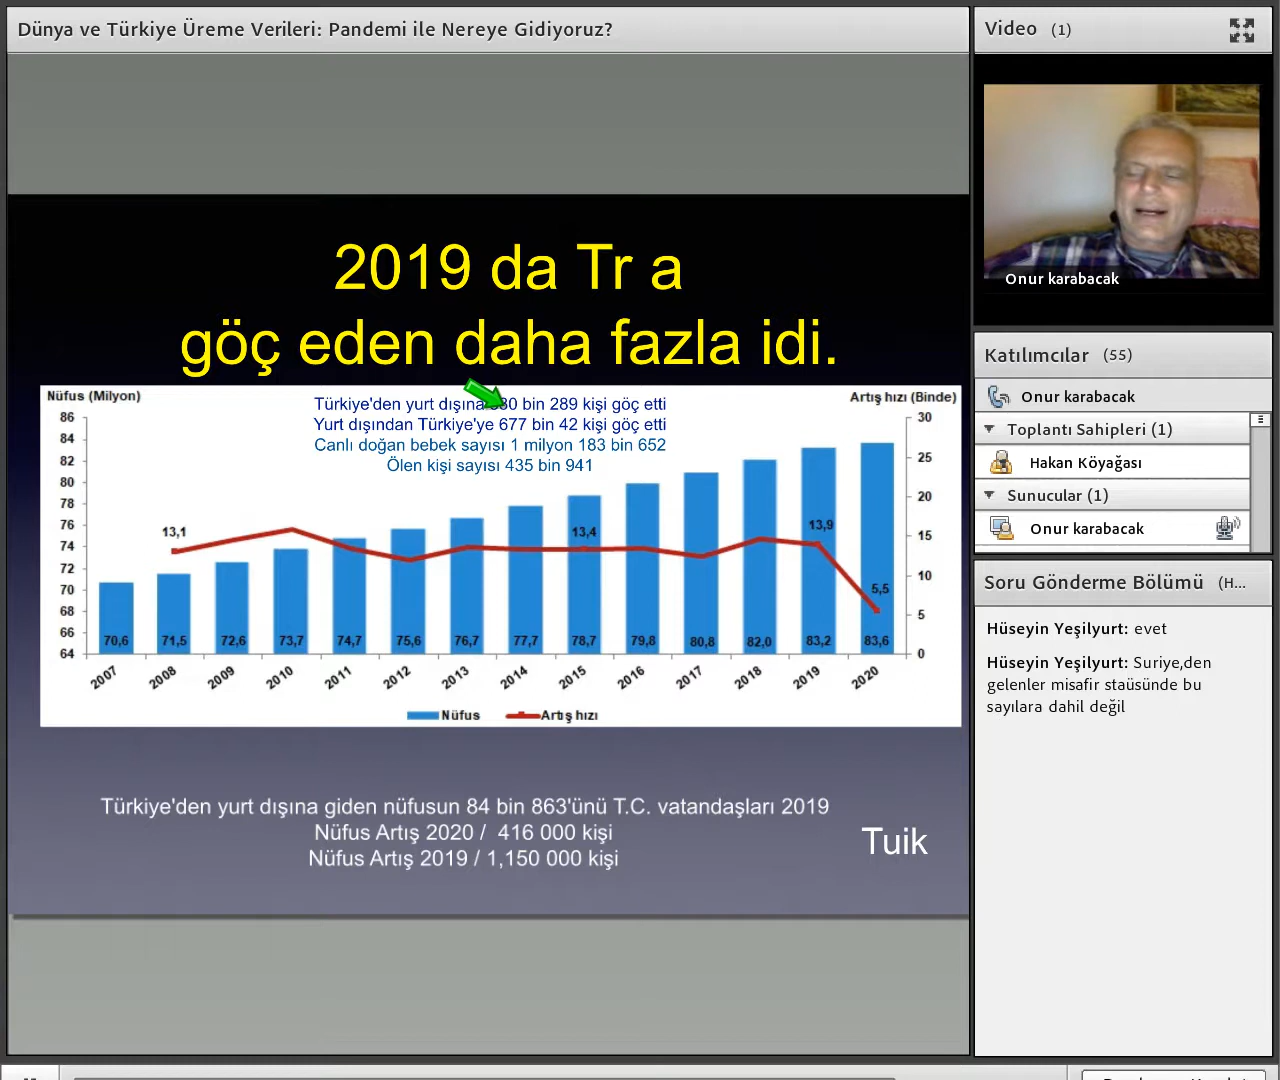 Dünya ve Türkiye Üreme Verileri: Pandemi ile Nereye Gidiyoruz?
2019 da Tr a
göç eden daha fazla idi.
Nüfus (Milyon)
Artış hızı (Binde)
Türkiye'den yurt dışına bin 289 kişi göç etti
Yurt dışından Türkiye'ye 677 bin 42 kişi göç etti
Canlı doğan bebek sayısı 1 milyon 183 bin 652
Ölen kişi sayısı 435 bin 941
86
84
82
80
78
76
74
72
70
68
66
64
30
25
20
15
10
5
0
13,1
13,4
13,9
5,5
70,6 71,5 72,6 73,7 74,7 75,6 76,7 77,7 78,7 79,8 80,8 82,0 83,2 83,6
2007 2008 2009 2010 2011 2012 2013 2014 2015 2016 2017 2018 2019 2020
Nüfus Artış hızı
Türkiye'den yurt dışına giden nüfusun 84 bin 863'ünü T.C. vatandaşları 2019
Nüfus Artış 2020 / 416 000 kişi
Nüfus Artış 2019 / 1,150 000 kişi
Tuik
Video (1)
Onur karabacak
Katılımcılar (55)
Onur karabacak
Toplantı Sahipleri (1)
Hakan Köyağası
Sunucular (1)
Onur karabacak
Soru Gönderme Bölümü (H...
Hüseyin Yeşilyurt: evet
Hüseyin Yeşilyurt: Suriye,den
gelenler misafir staüsünde bu
sayılara dahil değil